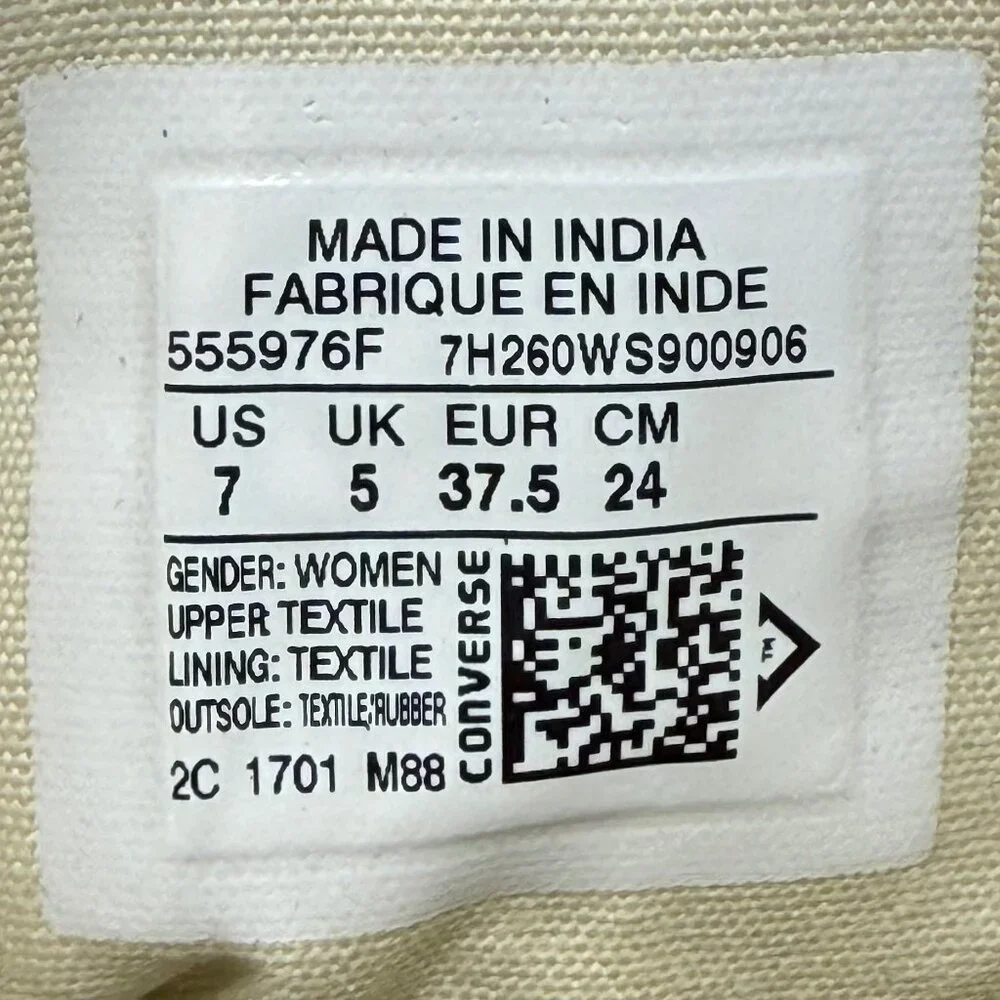 MADE IN INDIA
FABRIQUE EN INDE
555976F 7H260WS900906
US UK EUR CM
7 5 37.5 24
GENDER: WOMEN
UPPER: TEXTILE
LINING: TEXTILE
OUTSOLE: TEXTILE/RUBBER
2C 1701 M88
CONVERSE
TM